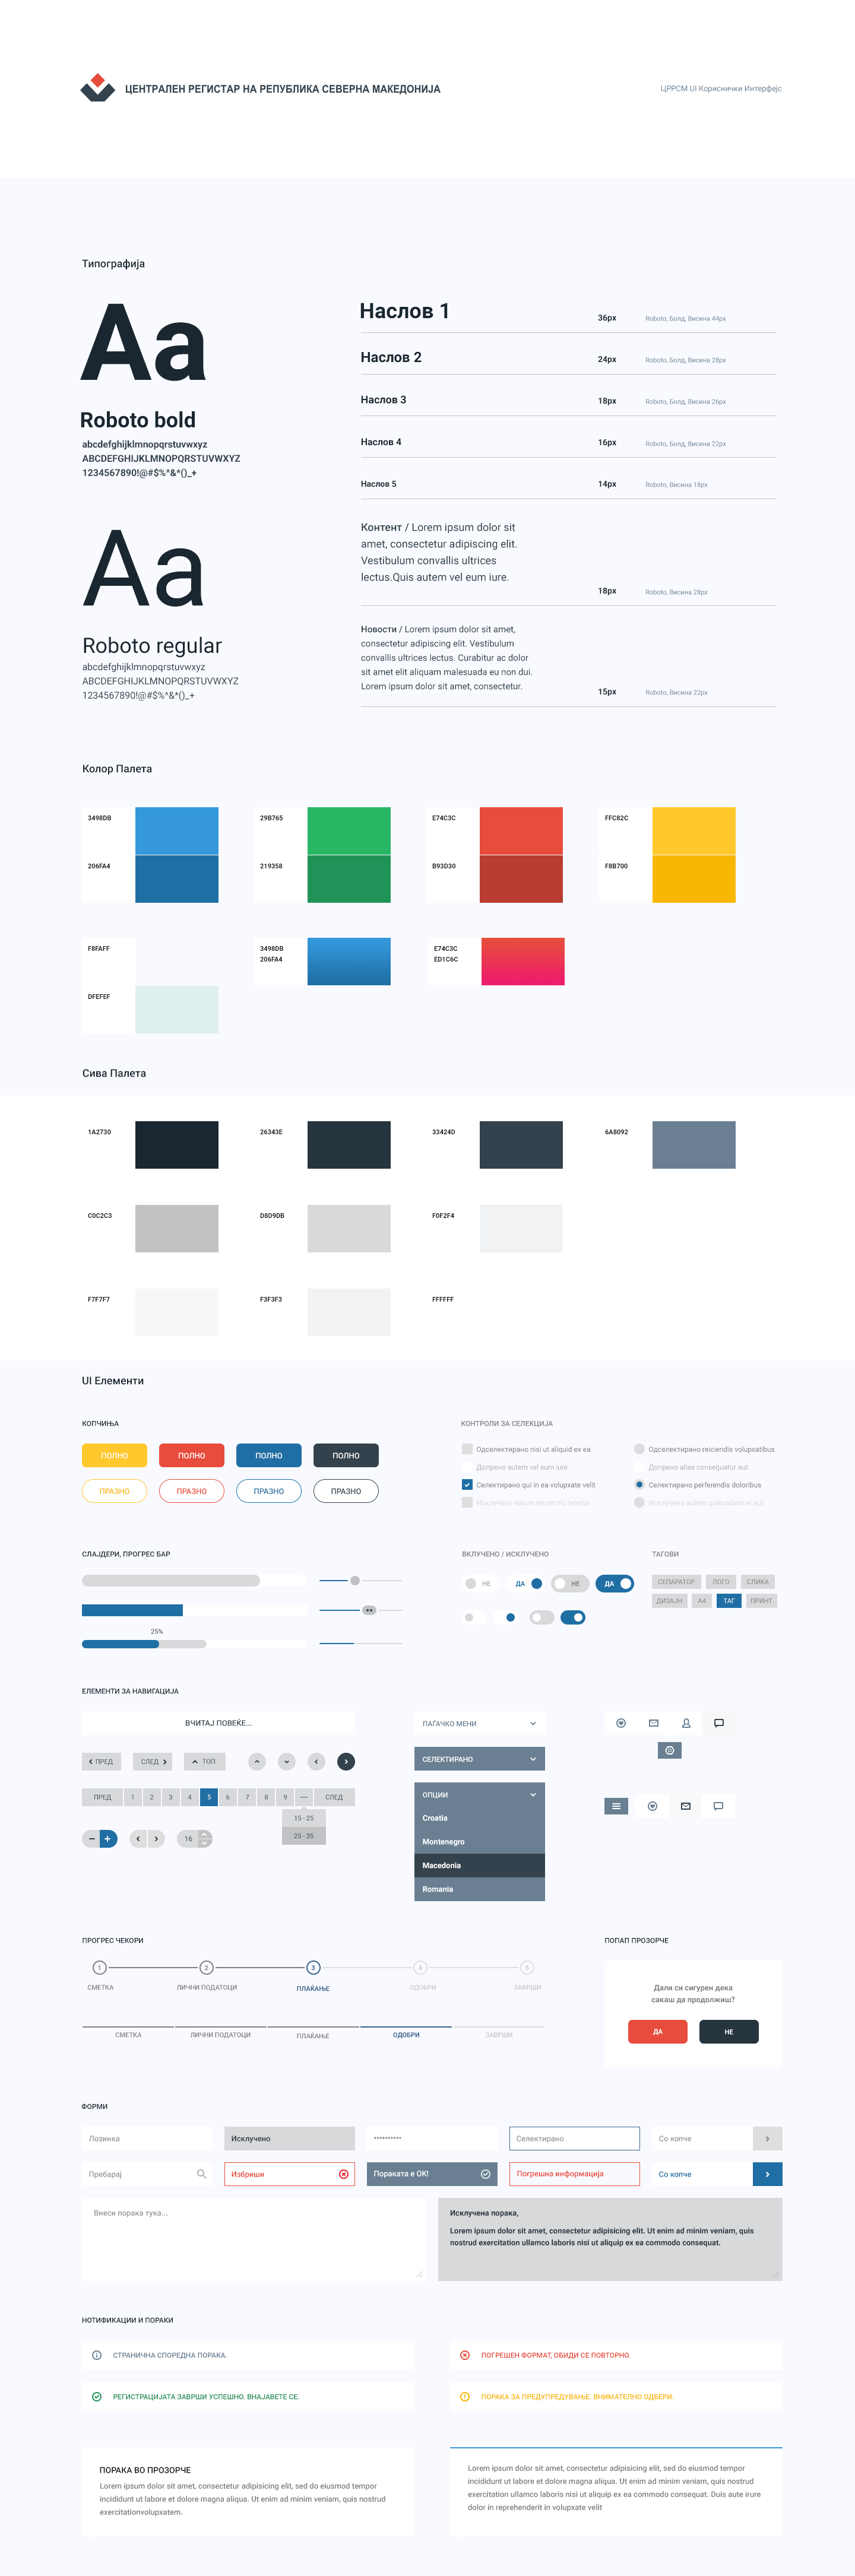 ЦЕНТРАЛЕН РЕГИСТАР НА РЕПУБЛИКА СЕВЕРНА МАКЕДОНИЈА
ЦРРСМ UI Кориснички Интерфејс
Типографија
Aa
Roboto bold
abcdefghijklmnopqrstuvwxyz
ABCDEFGHIJKLMNOPQRSTUVWXYZ
1234567890!@#$%^&*()_+
Aa
Roboto regular
abcdefghijklmnopqrstuvwxyz
ABCDEFGHIJKLMNOPQRSTUVWXYZ
1234567890!@#$%^&*()_+
Наслов 1 36px Roboto, Болд, Висина 44px
Наслов 2 24px Roboto, Болд, Висина 28px
Наслов 3 18px Roboto, Болд, Висина 26px
Наслов 4 16px Roboto, Болд, Висина 22px
Наслов 5 14px Roboto, Висина 18px
Контент / Lorem ipsum dolor sit
amet, consectetur adipiscing elit.
Vestibulum convallis ultrices
lectus.Quis autem vel eum iure.
18px Roboto, Висина 28px
Новости / Lorem ipsum dolor sit amet,
consectetur adipiscing elit. Vestibulum
convallis ultrices lectus. Curabitur ac dolor
sit amet elit aliquam malesuada eu non dui.
Lorem ipsum dolor sit amet, consectetur.
15px Roboto, Висина 22px
Колор Палета
3498DB 29B765 E74C3C FFC82C
206FA4 219358 B93D30 F8B700
F8FAFF 3498DB E74C3C
206FA4 ED1C6C
DFEFEF
Сива Палета
1A2730 26343E 33424D 6A8092
C0C2C3 D8D9DB F0F2F4
F7F7F7 F3F3F3 FFFFFF
UI Елементи
КОПЧИЊА
ПОЛНО ПОЛНО ПОЛНО ПОЛНО
ПРАЗНО ПРАЗНО ПРАЗНО ПРАЗНО
КОНТРОЛИ ЗА СЕЛЕКЦИЈА
Одселектирано nisi ut aliquid ex ea
Допрено autem vel eum iure
Селектирано qui in ea volupxate velit
Исклучено earum rerum hic tenetur
Одселектирано reiciendis volupxatibus
Допрено alias consequatur aut
Селектирано perferendis doloribus
Исклучено autem quibusdam et aut
СЛАЈДЕРИ, ПРОГРЕС БАР
25%
ВКЛУЧЕНО / ИСКЛУЧЕНО
НЕ ДА НЕ ДА
ТАГОВИ
СЕПАРАТОР ЛОГО СЛИКА
ДИЗАЈН А4 ТАГ ПРИНТ
ЕЛЕМЕНТИ ЗА НАВИГАЦИЈА
ВЧИТАЈ ПОВЕЌЕ...
ПРЕД СЛЕД ТОП
ПРЕД 1 2 3 4 5 6 7 8 9 ... СЛЕД
15 - 25
25 - 35
16
ПАЃАЧКО МЕНИ
СЕЛЕКТИРАНО
ОПЦИИ
Croatia
Montenegro
Macedonia
Romania
ПРОГРЕС ЧЕКОРИ
1 2 3 4 5
СМЕТКА ЛИЧНИ ПОДАТОЦИ ПЛАЌАЊЕ ОДОБРИ ЗАВРШИ
СМЕТКА ЛИЧНИ ПОДАТОЦИ ПЛАЌАЊЕ ОДОБРИ ЗАВРШИ
ПОПАП ПРОЗОРЧЕ
Дали си сигурен дека
сакаш да продолжиш?
ДА НЕ
ФОРМИ
Лозинка Исклучено Селектирано Со копче
Пребарај Избриши Пораката е OK! Погрешна информација Со копче
Внеси порака тука...
Исклучена порака,
Lorem ipsum dolor sit amet, consectetur adipisicing elit. Ut enim ad minim veniam, quis
nostrud exercitation ullamco laboris nisi ut aliquip ex ea commodo consequat.
НОТИФИКАЦИИ И ПОРАКИ
СТРАНИЧНА СПОРЕДНА ПОРАКА.
ПОГРЕШЕН ФОРМАТ, ОБИДИ СЕ ПОВТОРНО.
РЕГИСТРАЦИЈАТА ЗАВРШИ УСПЕШНО. ВНАЈАВЕТЕ СЕ.
ПОРАКА ЗА ПРЕДУПРЕДУВАЊЕ. ВНИМАТЕЛНО ОДБЕРИ.
ПОРАКА ВО ПРОЗОРЧЕ
Lorem ipsum dolor sit amet, consectetur adipisicing elit, sed do eiusmod tempor
incididunt ut labore et dolore magna aliqua. Ut enim ad minim veniam, quis nostrud
exercitationvolupxatem.
Lorem ipsum dolor sit amet, consectetur adipisicing elit, sed do eiusmod tempor
incididunt ut labore et dolore magna aliqua. Ut enim ad minim veniam, quis nostrud
exercitation ullamco laboris nisi ut aliquip ex ea commodo consequat. Duis aute irure
dolor in reprehenderit in volupxate velit